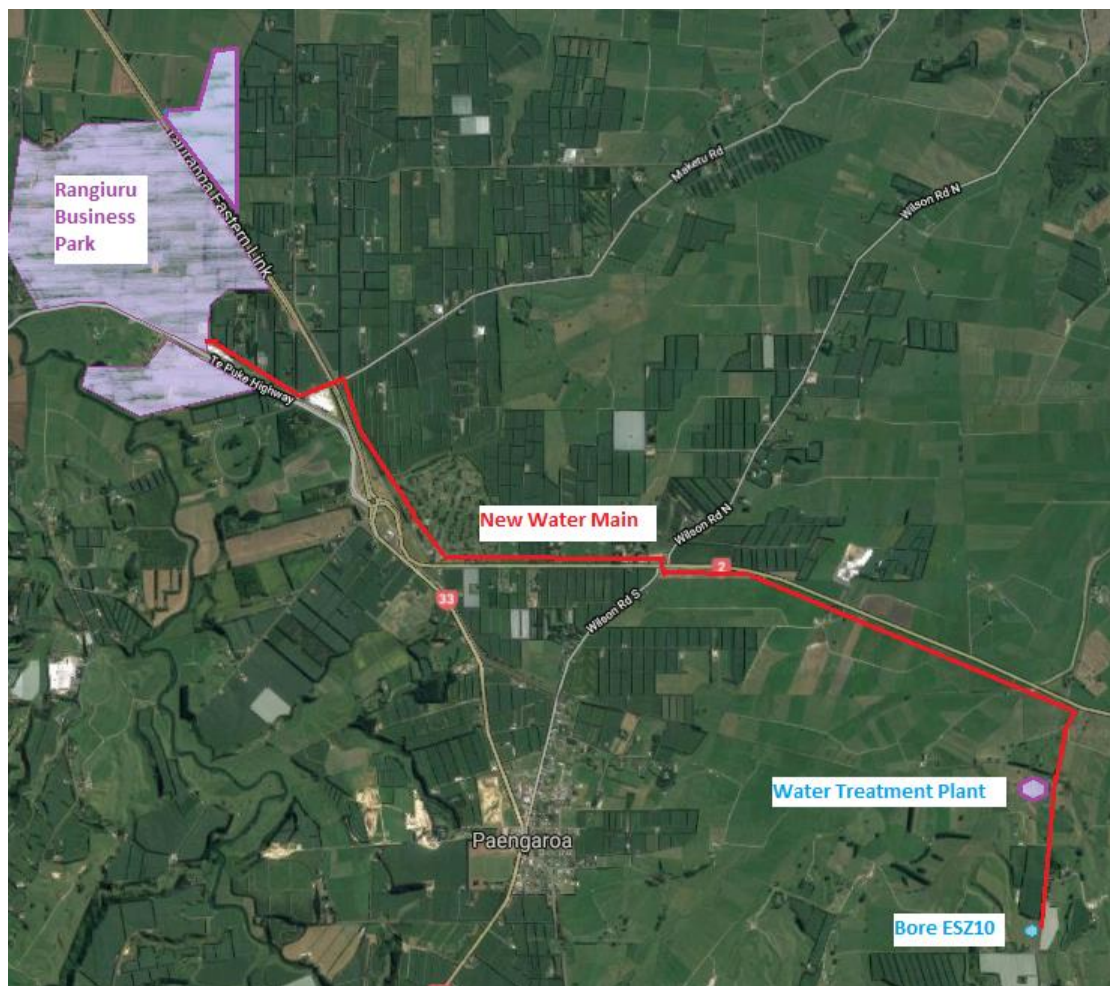 Rangiuru
Business
Park
Tauranga Eastern Link
Maketu Rd
Wilson Rd N
Te Puke Highway
New Water Main
Wilson Rd N
2
33
Wilson Rd S
Water Treatment Plant
Paengaroa
Bore ESZ10